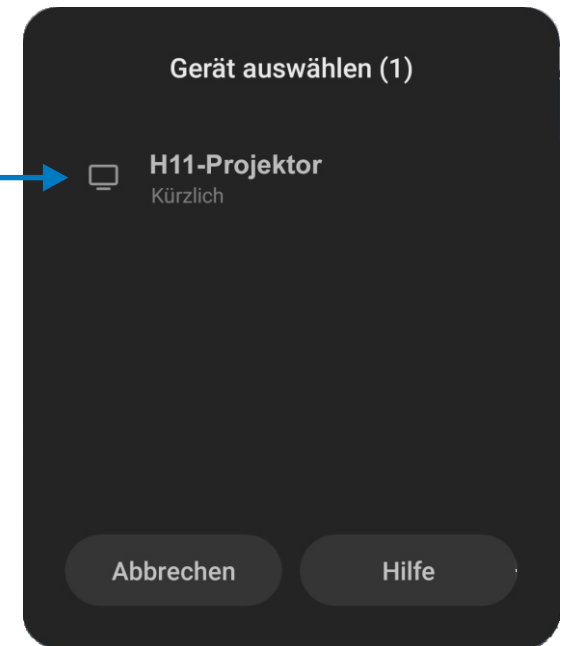 Gerät auswählen (1)
H11-Projektor
Kürzlich
Abbrechen
Hilfe